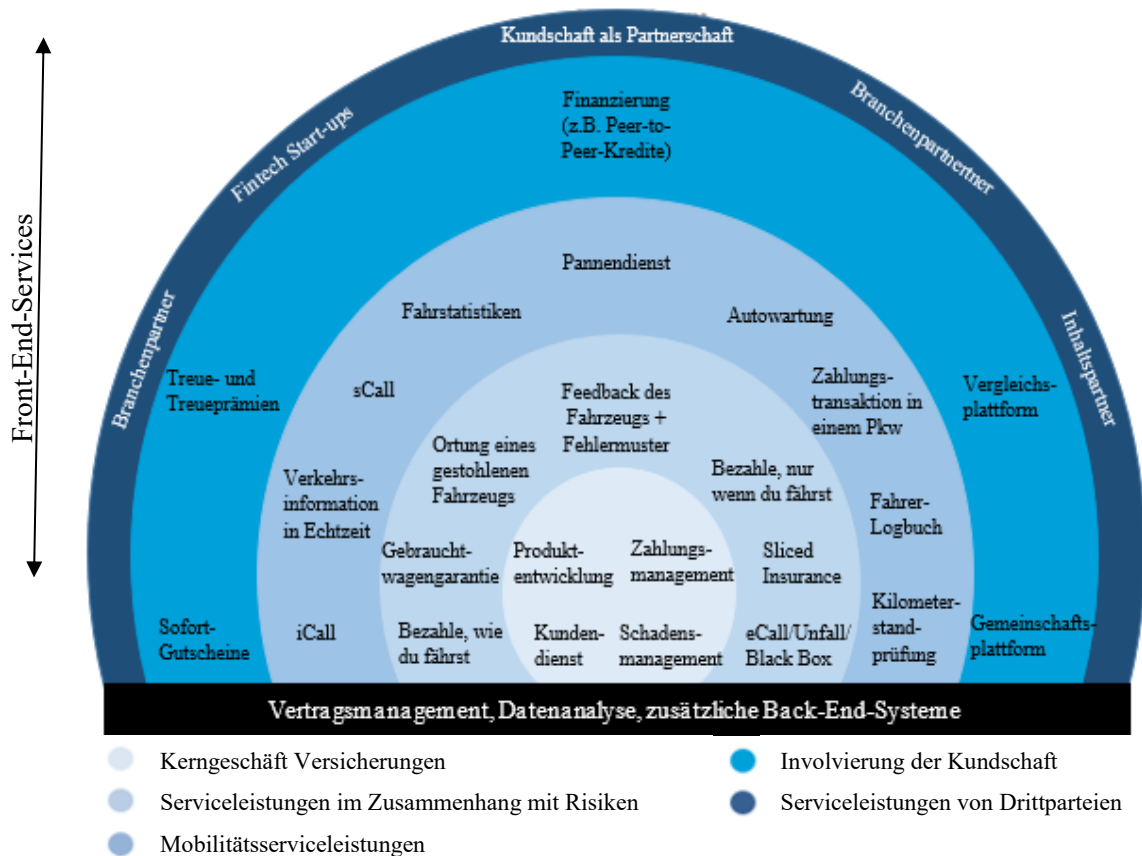 Front-End-Services
Kundschaft als Partnerschaft
Fintech Start-ups
Branchenpartnertner
Branchenpartner
Inhaltspartner
Finanzierung
(z.B. Peer-to-
Peer-Kredite)
Treue- und
Treueprämien
Vergleichs-
plattform
Sofort-
Gutscheine
Gemeinschafts-
plattform
Pannendienst
Fahrstatistiken
Autowartung
sCall
Zahlungs-
transaktion in
einem Pkw
Verkehrs-
information
in Echtzeit
Fahrer-
Logbuch
iCall
Kilometer-
stand-
prüfung
Feedback des
Fahrzeugs +
Fehlermuster
Ortung eines
gestohlenen
Fahrzeugs
Bezahle, nur
wenn du fährst
Gebraucht-
wagengarantie
Sliced
Insurance
Bezahle, wie
du fährst
eCall/Unfall/
Black Box
Produkt-
entwicklung
Zahlungs-
management
Kunden-
dienst
Schadens-
management
Vertragsmanagement, Datenanalyse, zusätzliche Back-End-Systeme
Kerngeschäft Versicherungen
Serviceleistungen im Zusammenhang mit Risiken
Mobilitätsserviceleistungen
Involvierung der Kundschaft
Serviceleistungen von Drittparteien